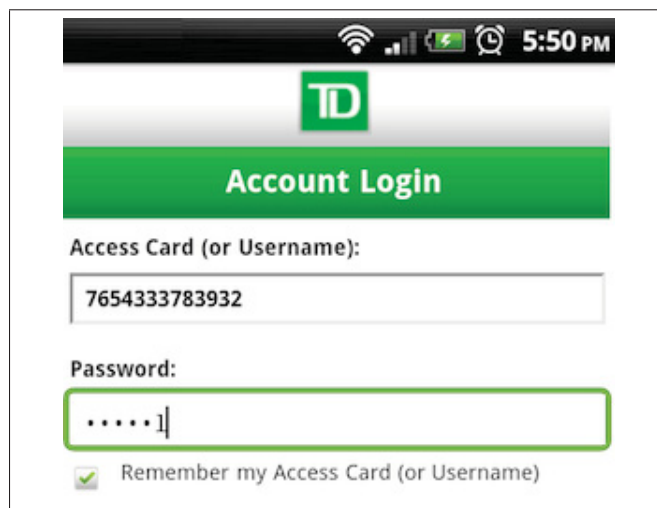 5:50 PM
TD
Account Login
Access Card (or Username):
7654333783932
Password:
•••••1
Remember my Access Card (or Username)